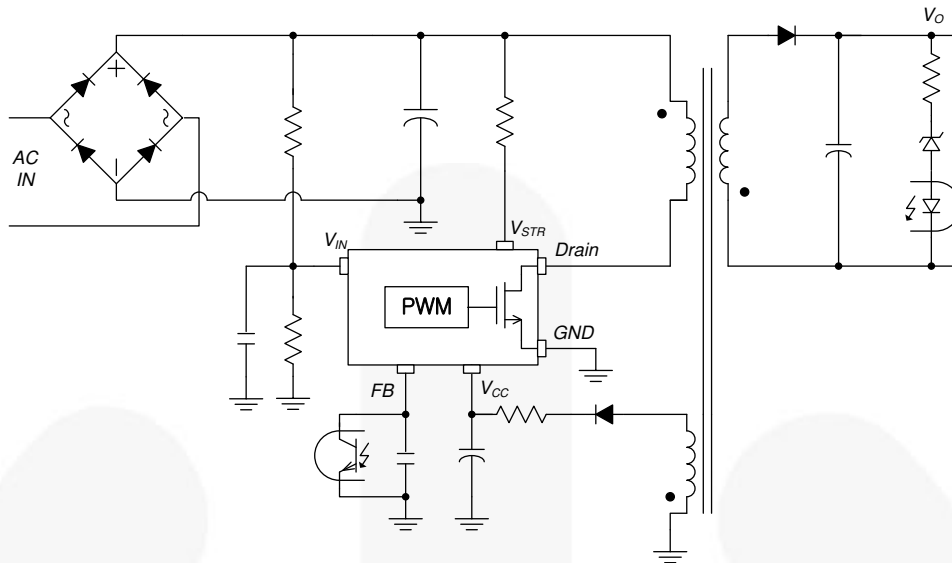 V_O
AC
IN
V_STR
V_IN
Drain
PWM
GND
FB
V_CC